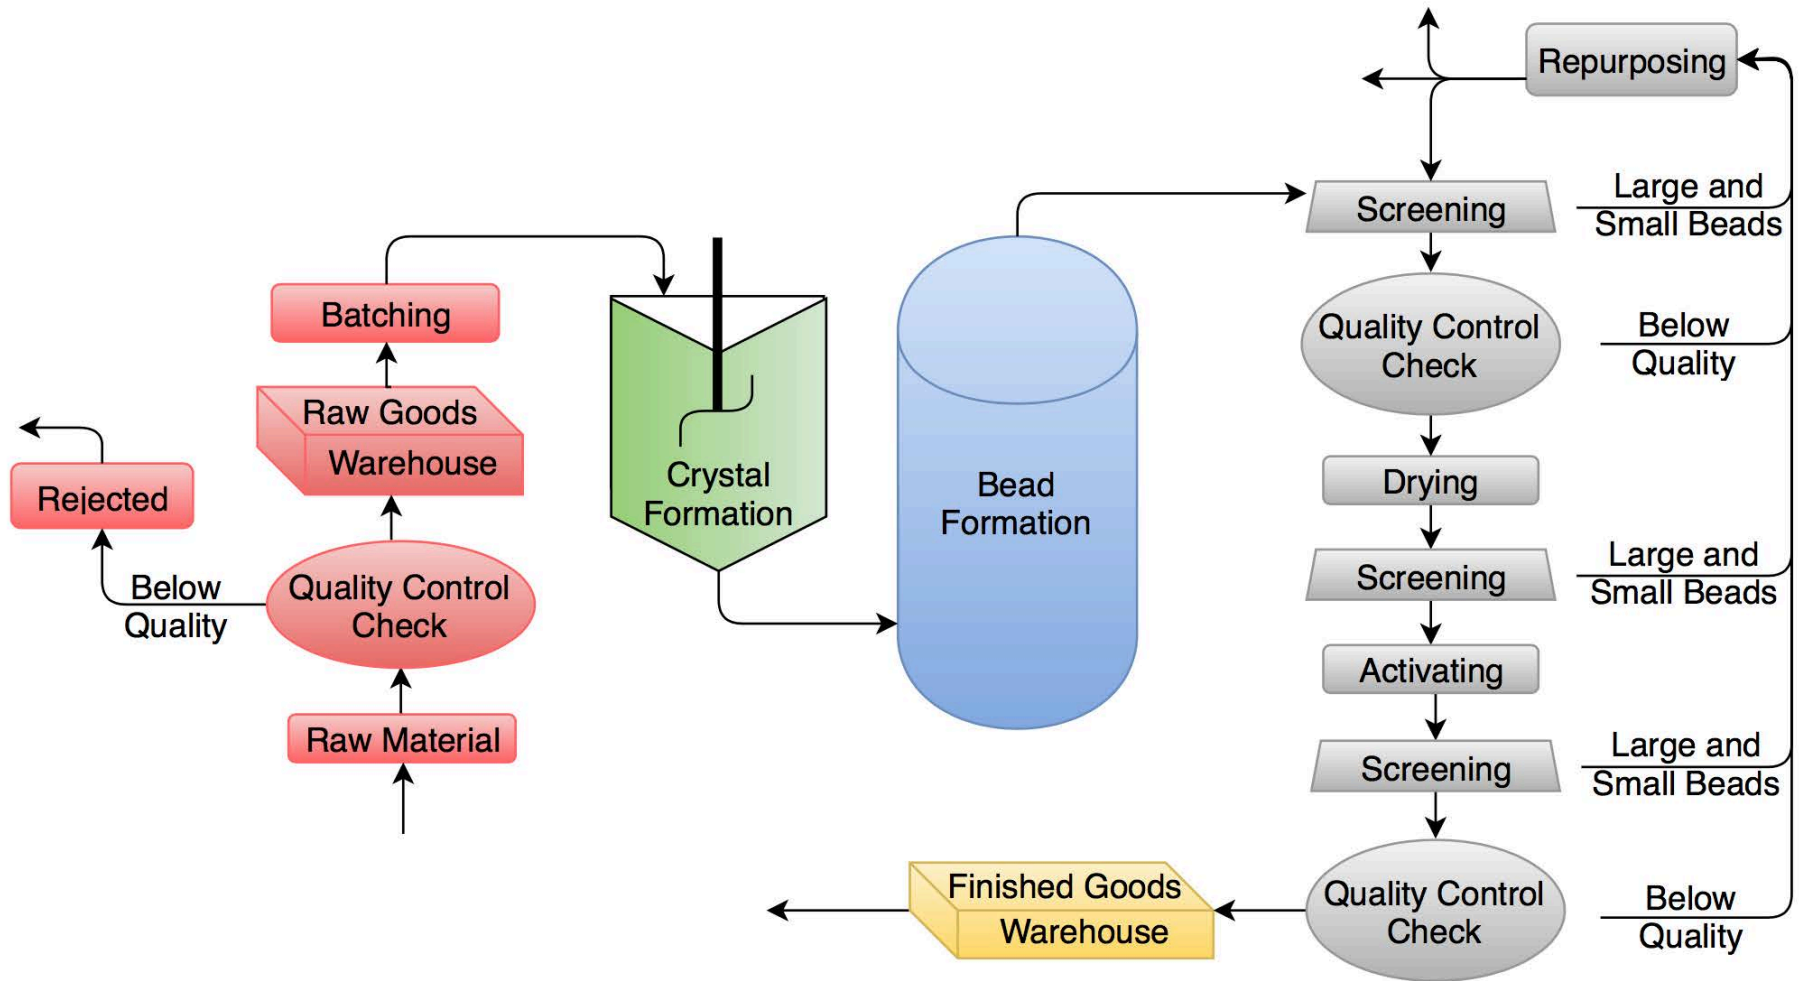 Repurposing
Large and
Small Beads
Screening
Batching
Quality Control
Check
Below
Quality
Raw Goods
Warehouse
Rejected
Crystal
Formation
Bead
Formation
Drying
Large and
Small Beads
Screening
Below
Quality
Quality Control
Check
Activating
Raw Material
Large and
Small Beads
Screening
Finished Goods
Warehouse
Quality Control
Check
Below
Quality